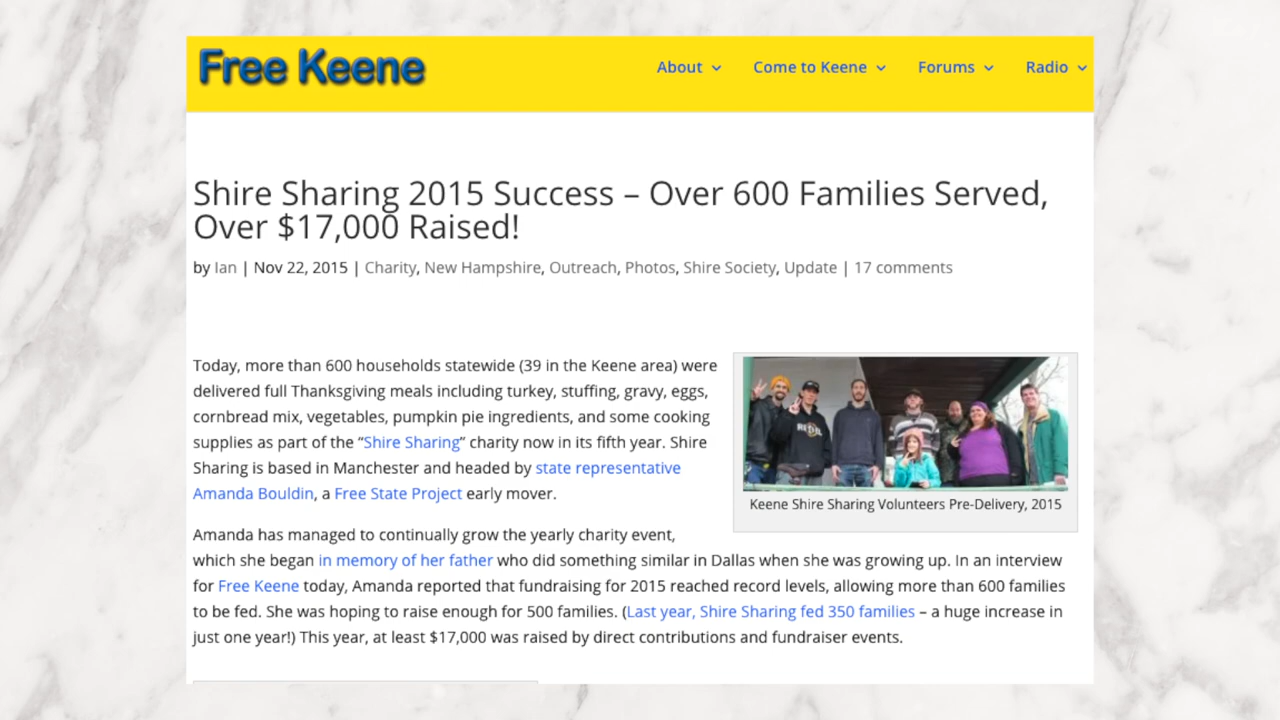 Free Keene
About
Come to Keene
Forums
Radio
Shire Sharing 2015 Success – Over 600 Families Served,
Over $17,000 Raised!
by Ian | Nov 22, 2015 | Charity, New Hampshire, Outreach, Photos, Shire Society, Update | 17 comments
Today, more than 600 households statewide (39 in the Keene area) were
delivered full Thanksgiving meals including turkey, stuffing, gravy, eggs,
cornbread mix, vegetables, pumpkin pie ingredients, and some cooking
supplies as part of the “Shire Sharing” charity now in its fifth year. Shire
Sharing is based in Manchester and headed by state representative
Amanda Bouldin, a Free State Project early mover.
Keene Shire Sharing Volunteers Pre-Delivery, 2015
Amanda has managed to continually grow the yearly charity event,
which she began in memory of her father who did something similar in Dallas when she was growing up. In an interview
for Free Keene today, Amanda reported that fundraising for 2015 reached record levels, allowing more than 600 families
to be fed. She was hoping to raise enough for 500 families. (Last year, Shire Sharing fed 350 families – a huge increase in
just one year!) This year, at least $17,000 was raised by direct contributions and fundraiser events.